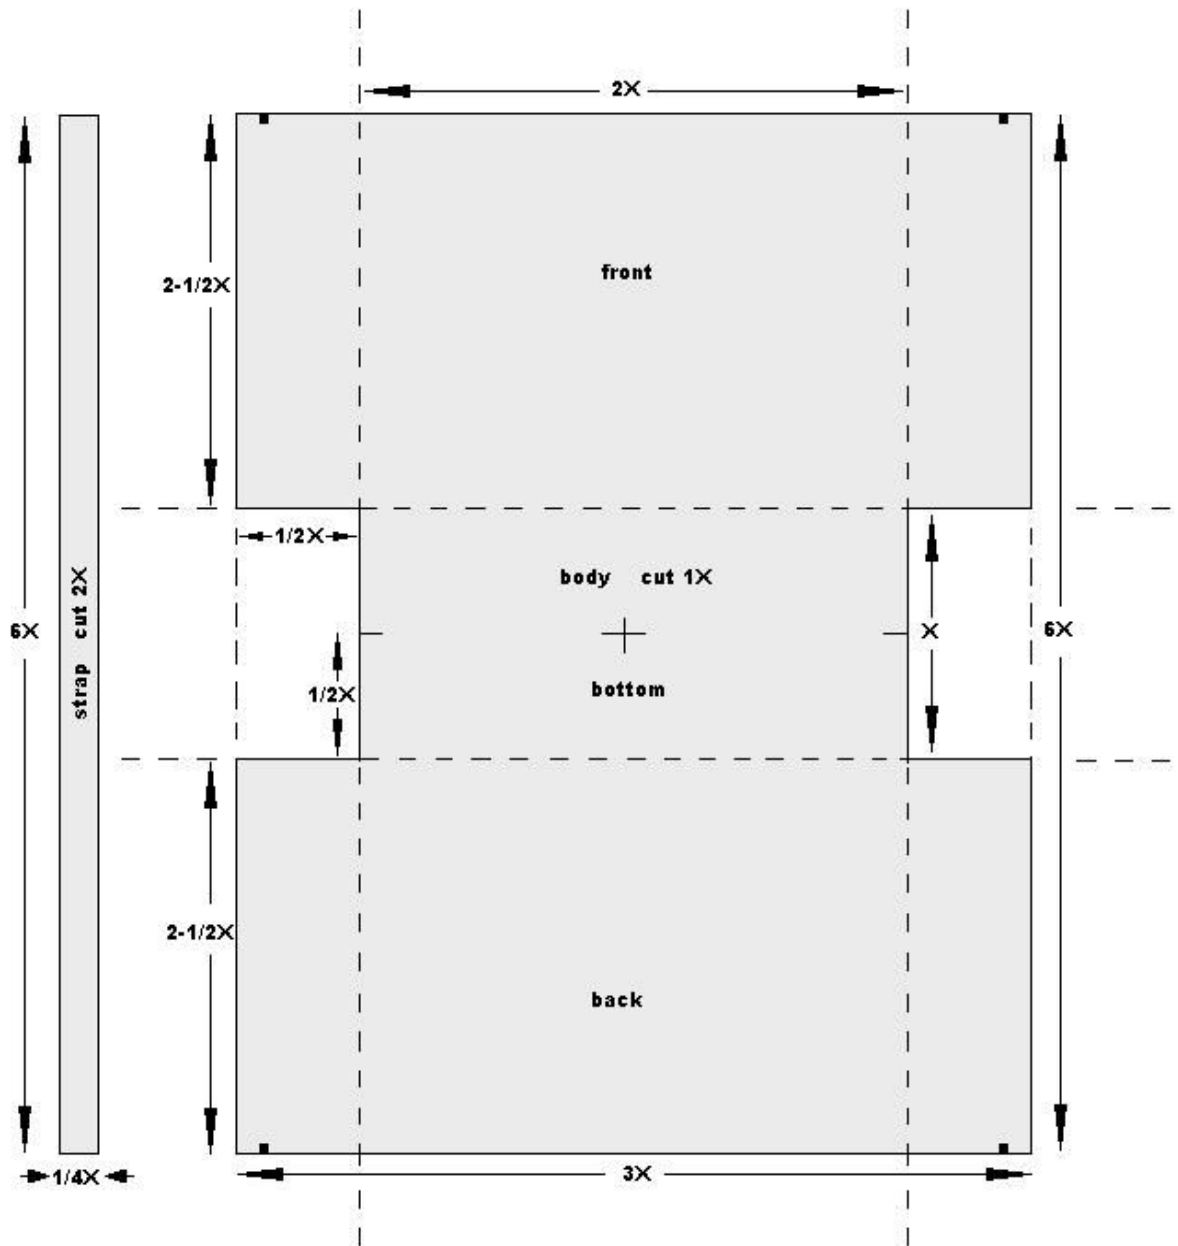 2X
2-1/2X
front
1/2X
body cut 1X
strap cut 2X
6X
X
6X
1/2X
bottom
2-1/2X
back
1/4X
3X